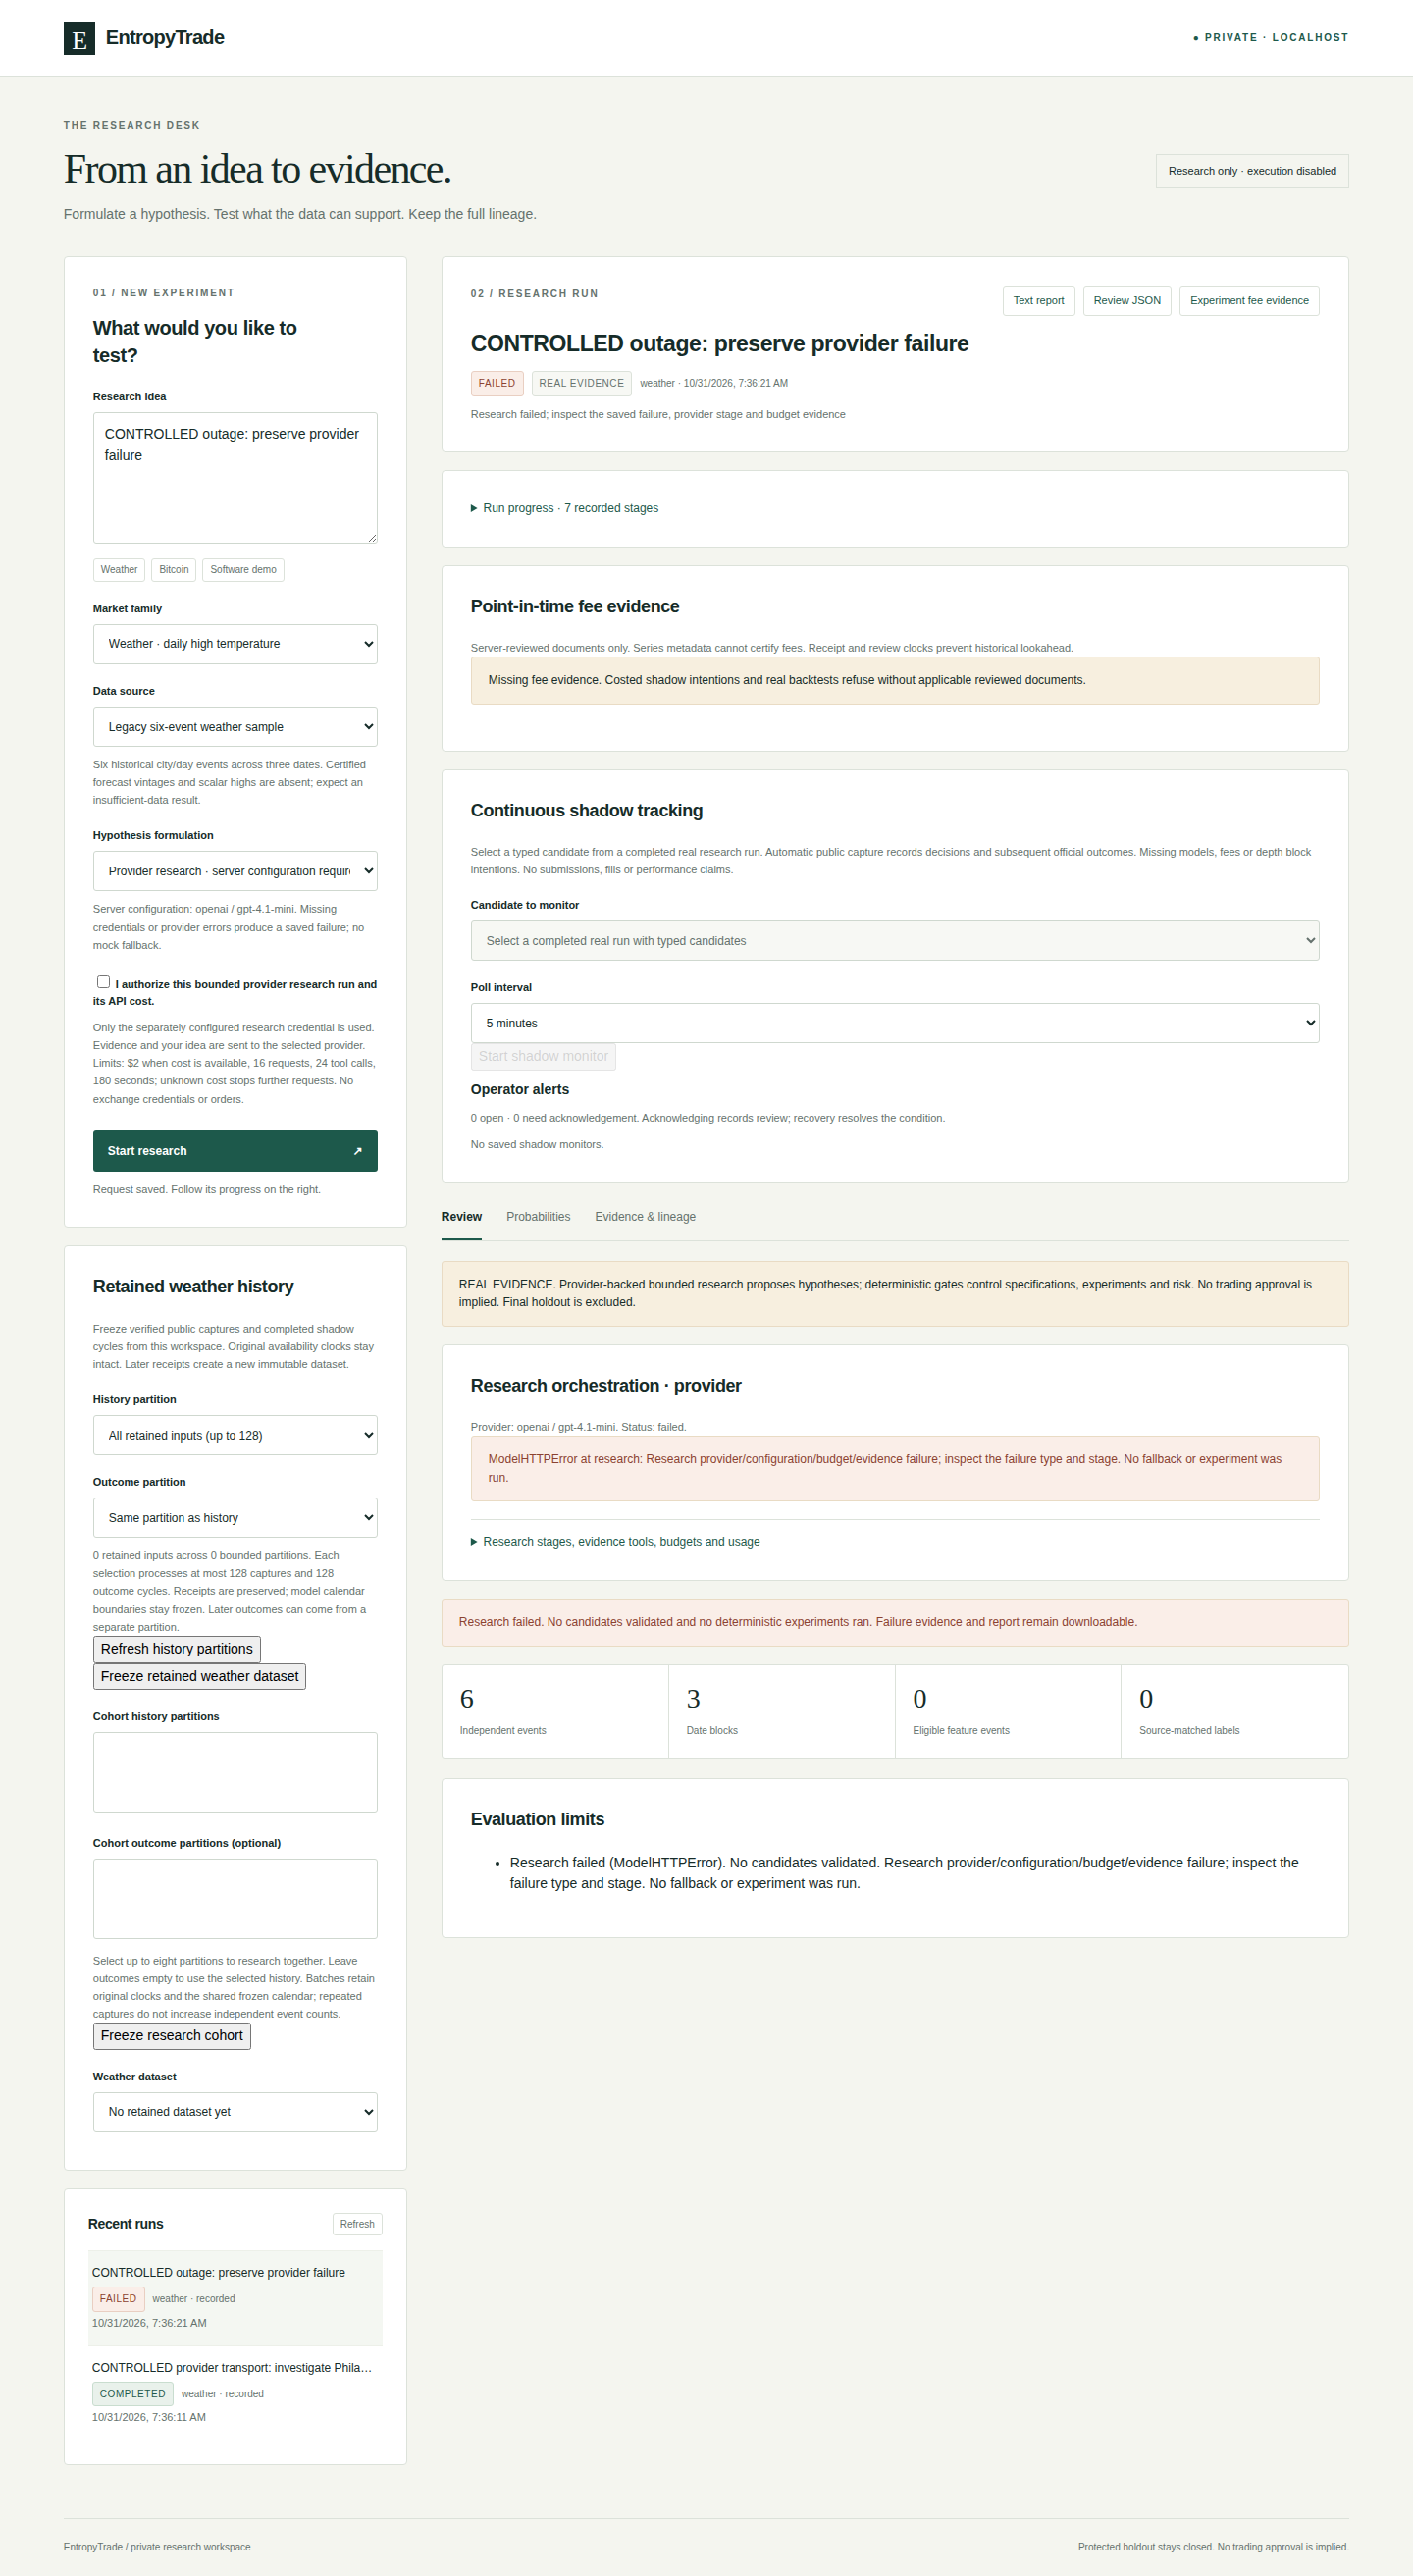 E EntropyTrade
● PRIVATE · LOCALHOST
THE RESEARCH DESK
From an idea to evidence.
Research only · execution disabled
Formulate a hypothesis. Test what the data can support. Keep the full lineage.
01 / NEW EXPERIMENT
What would you like to
test?
Research idea
CONTROLLED outage: preserve provider
failure
Weather
Bitcoin
Software demo
Market family
Weather · daily high temperature
Data source
Legacy six-event weather sample
Six historical city/day events across three dates. Certified
forecast vintages and scalar highs are absent; expect an
insufficient-data result.
Hypothesis formulation
Provider research · server configuration require
Server configuration: openai / gpt-4.1-mini. Missing
credentials or provider errors produce a saved failure; no
mock fallback.
I authorize this bounded provider research run and
its API cost.
Only the separately configured research credential is used.
Evidence and your idea are sent to the selected provider.
Limits: $2 when cost is available, 16 requests, 24 tool calls,
180 seconds; unknown cost stops further requests. No
exchange credentials or orders.
Start research ↗
Request saved. Follow its progress on the right.
Retained weather history
Freeze verified public captures and completed shadow
cycles from this workspace. Original availability clocks stay
intact. Later receipts create a new immutable dataset.
History partition
All retained inputs (up to 128)
Outcome partition
Same partition as history
0 retained inputs across 0 bounded partitions. Each
selection processes at most 128 captures and 128
outcome cycles. Receipts are preserved; model calendar
boundaries stay frozen. Later outcomes can come from a
separate partition.
Refresh history partitions
Freeze retained weather dataset
Cohort history partitions
Cohort outcome partitions (optional)
Select up to eight partitions to research together. Leave
outcomes empty to use the selected history. Batches retain
original clocks and the shared frozen calendar; repeated
captures do not increase independent event counts.
Freeze research cohort
Weather dataset
No retained dataset yet
Recent runs
Refresh
CONTROLLED outage: preserve provider failure
FAILED weather · recorded
10/31/2026, 7:36:21 AM
CONTROLLED provider transport: investigate Phila…
COMPLETED weather · recorded
10/31/2026, 7:36:11 AM
02 / RESEARCH RUN
Text report
Review JSON
Experiment fee evidence
CONTROLLED outage: preserve provider failure
FAILED REAL EVIDENCE weather · 10/31/2026, 7:36:21 AM
Research failed; inspect the saved failure, provider stage and budget evidence
Run progress · 7 recorded stages
Point-in-time fee evidence
Server-reviewed documents only. Series metadata cannot certify fees. Receipt and review clocks prevent historical lookahead.
Missing fee evidence. Costed shadow intentions and real backtests refuse without applicable reviewed documents.
Continuous shadow tracking
Select a typed candidate from a completed real research run. Automatic public capture records decisions and subsequent official outcomes. Missing models, fees or depth block
intentions. No submissions, fills or performance claims.
Candidate to monitor
Select a completed real run with typed candidates
Poll interval
5 minutes
Start shadow monitor
Operator alerts
0 open · 0 need acknowledgement. Acknowledging records review; recovery resolves the condition.
No saved shadow monitors.
Review
Probabilities
Evidence & lineage
REAL EVIDENCE. Provider-backed bounded research proposes hypotheses; deterministic gates control specifications, experiments and risk. No trading approval is
implied. Final holdout is excluded.
Research orchestration · provider
Provider: openai / gpt-4.1-mini. Status: failed.
ModelHTTPError at research: Research provider/configuration/budget/evidence failure; inspect the failure type and stage. No fallback or experiment was
run.
Research stages, evidence tools, budgets and usage
Research failed. No candidates validated and no deterministic experiments ran. Failure evidence and report remain downloadable.
6
Independent events
3
Date blocks
0
Eligible feature events
0
Source-matched labels
Evaluation limits
• Research failed (ModelHTTPError). No candidates validated. Research provider/configuration/budget/evidence failure; inspect the
failure type and stage. No fallback or experiment was run.
EntropyTrade / private research workspace
Protected holdout stays closed. No trading approval is implied.